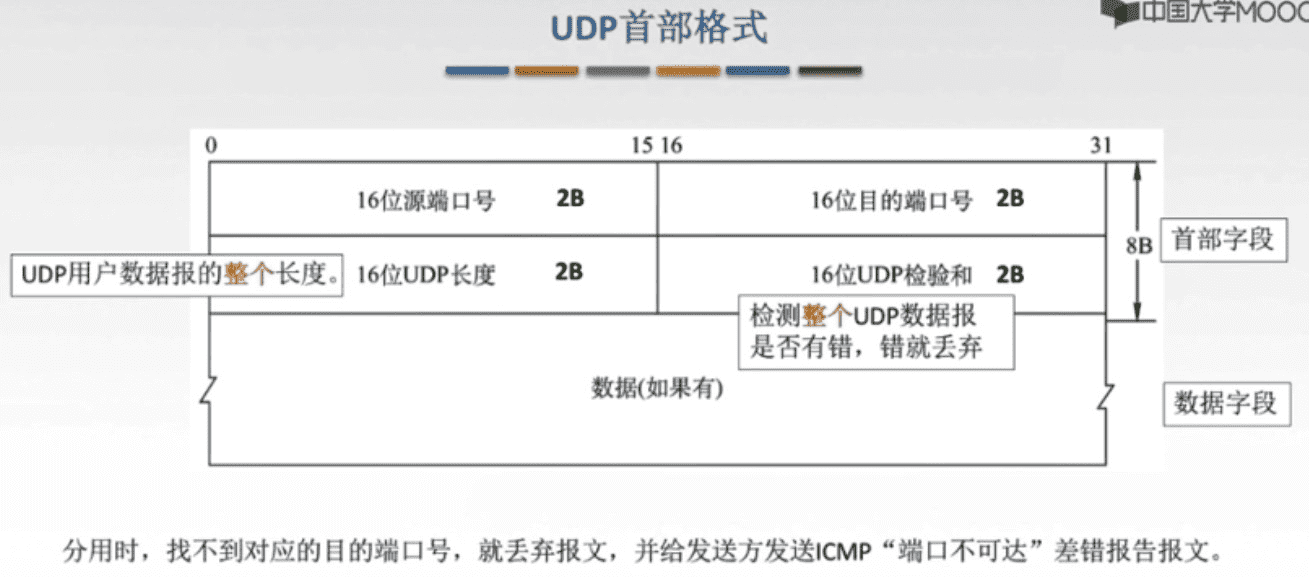 中国大学MOOC
UDP首部格式
0 15 16 31
16位源端口号 2B 16位目的端口号 2B
8B 首部字段
UDP用户数据报的整个长度。 16位UDP长度 2B 16位UDP检验和 2B
检测整个UDP数据报
是否有错，错就丢弃
数据(如果有)
数据字段
分用时，找不到对应的目的端口号，就丢弃报文，并给发送方发送ICMP“端口不可达”差错报告报文。